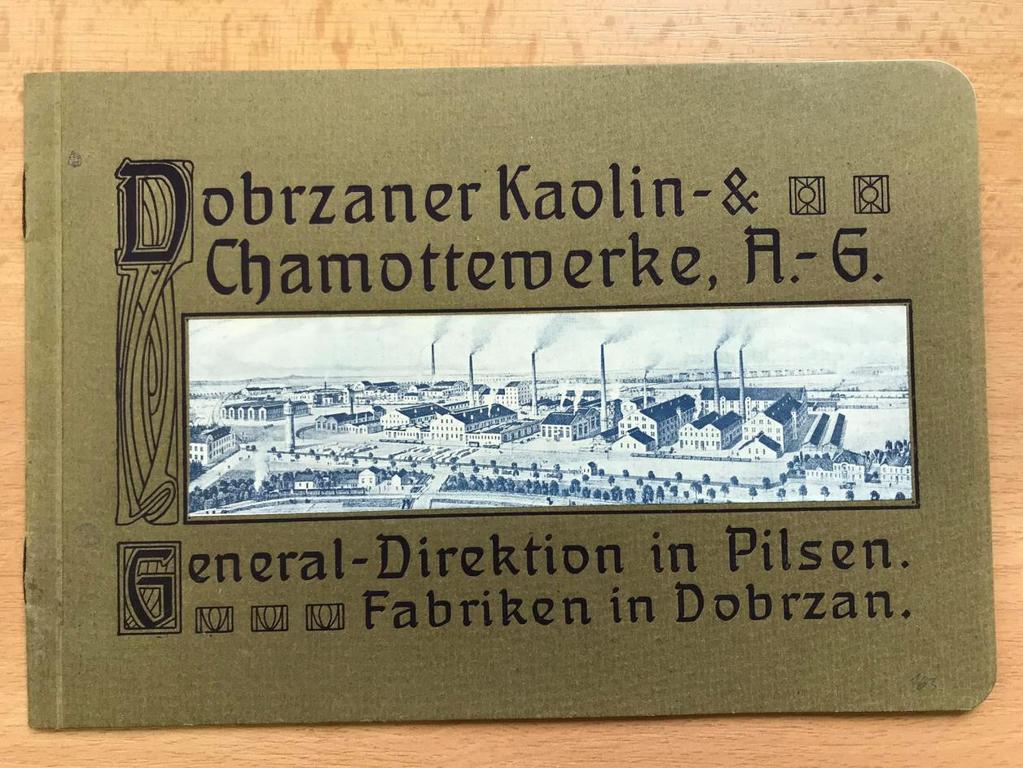 Dobrzaner Kaolin- &
Chamottewerke, A.-G.
General-Direktion in Pilsen.
Fabriken in Dobrzan.